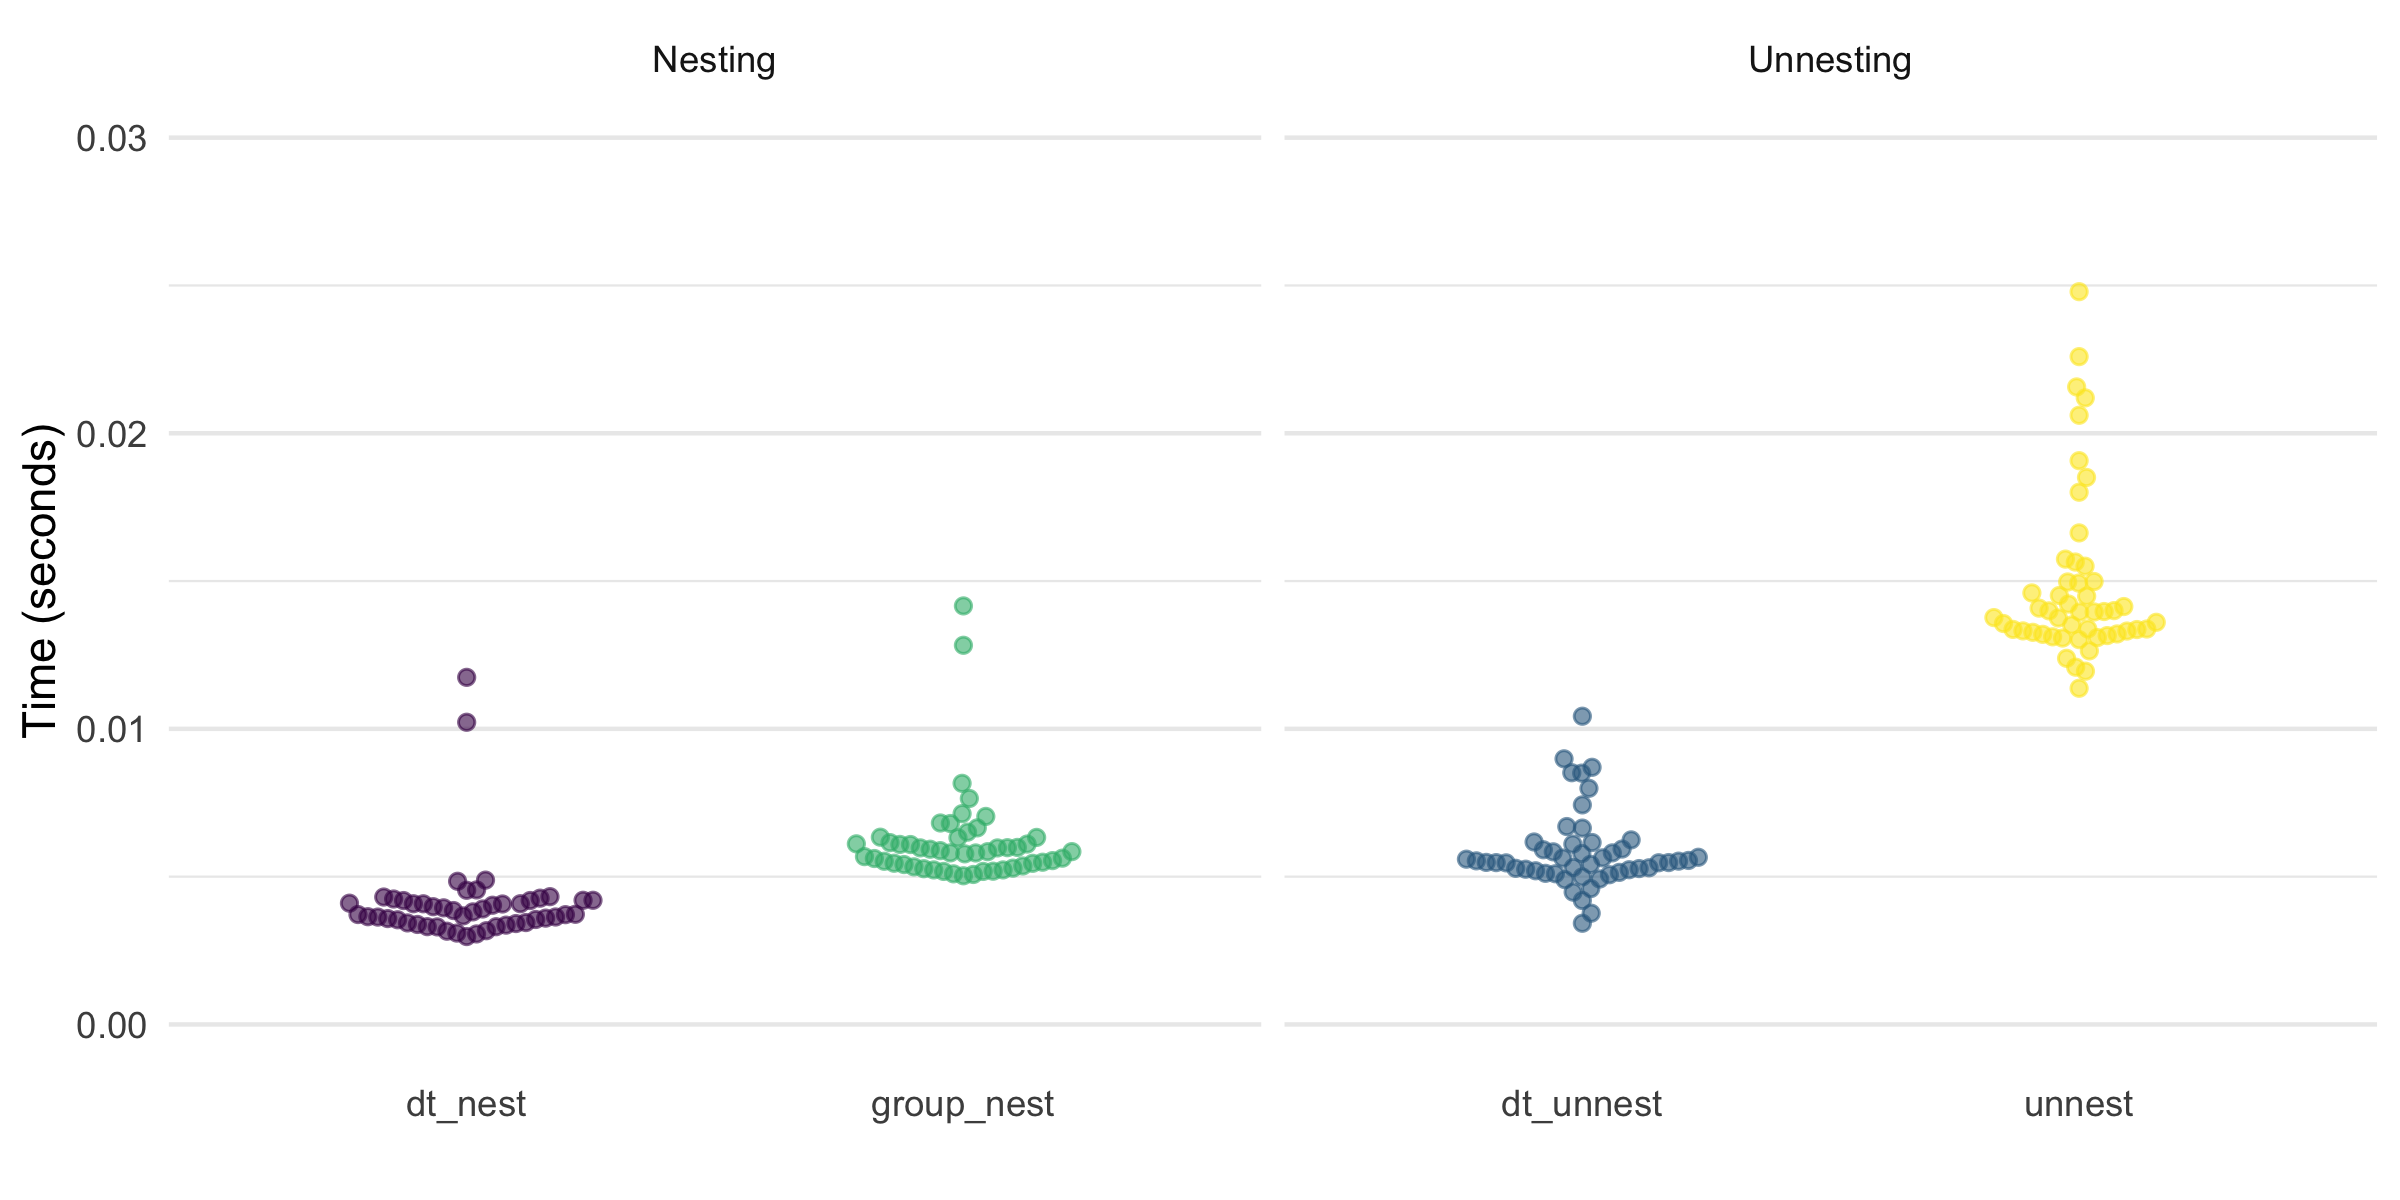 Nesting
Unnesting
Time (seconds)
0.03
0.02
0.01
0.00
dt_nest
group_nest
dt_unnest
unnest